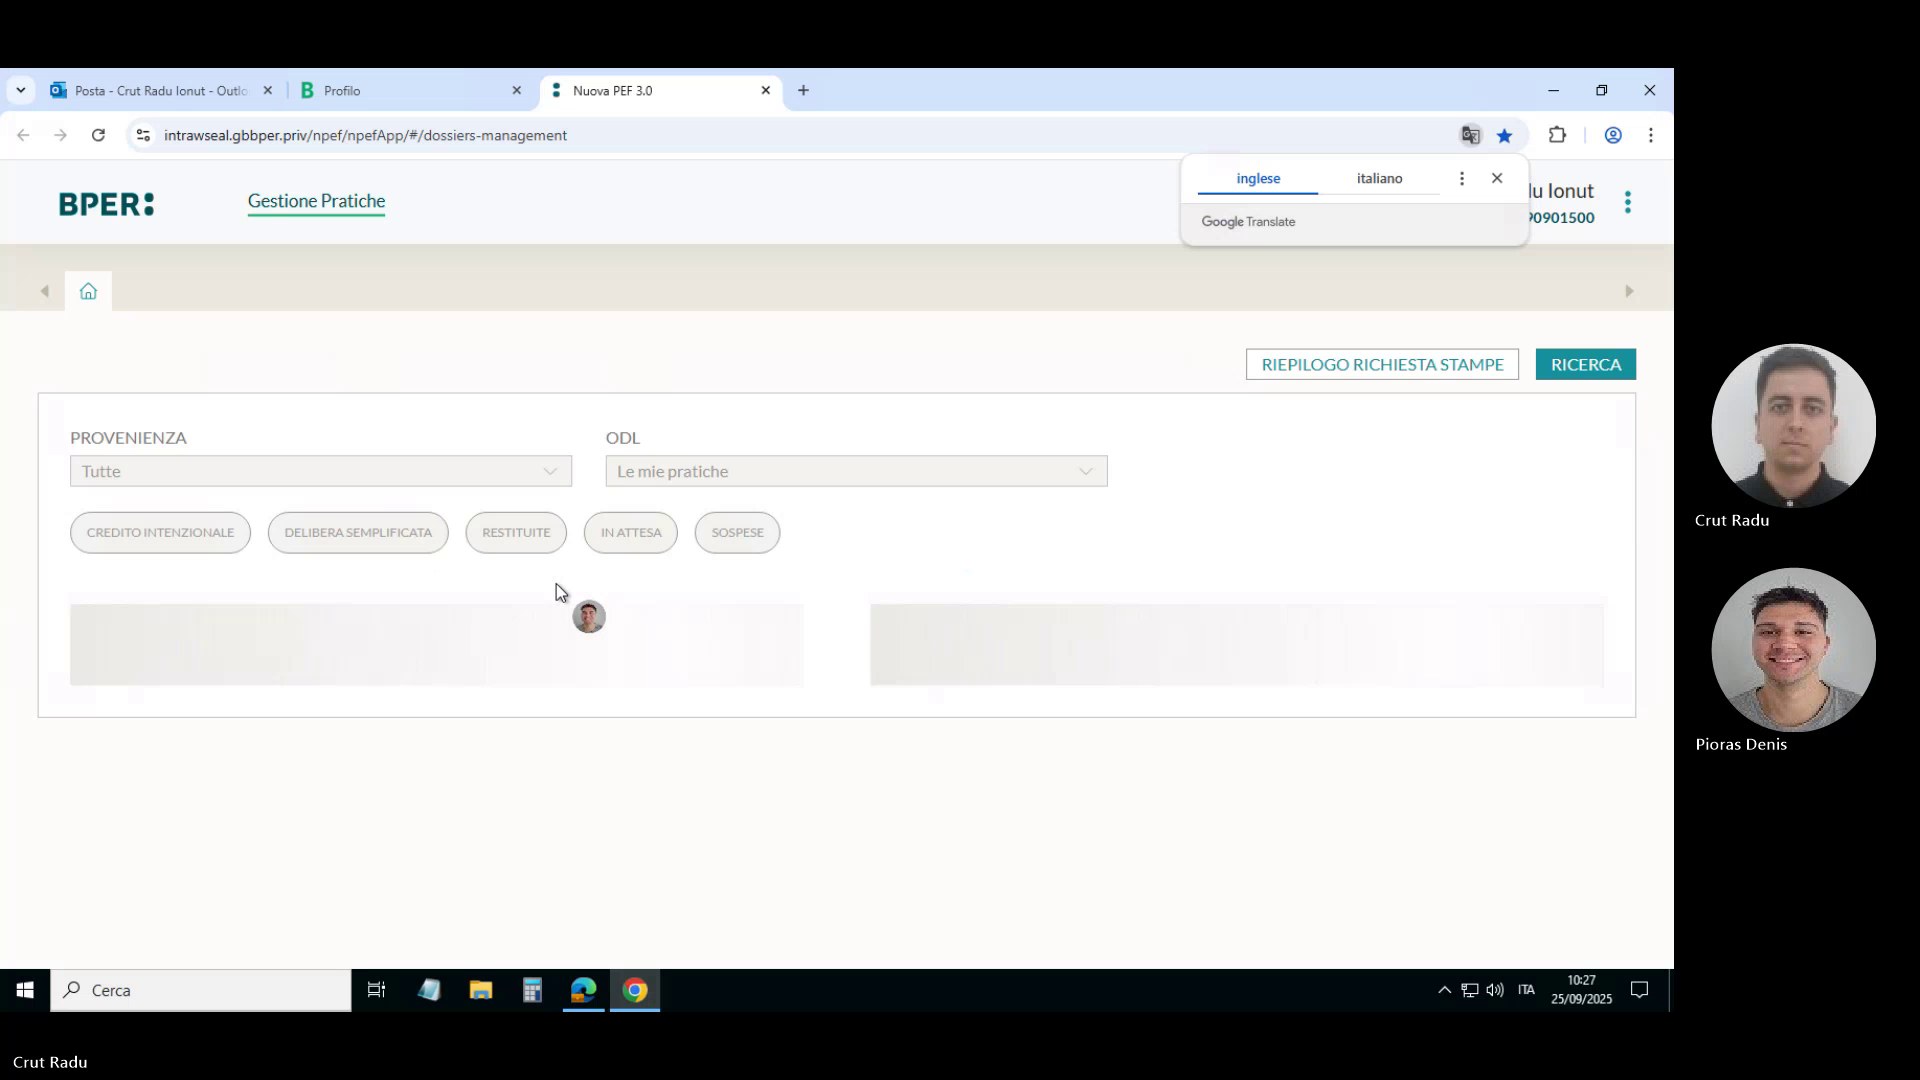 Posta - Crut Radu Ionut - Outlo
Profilo
Nuova PEF 3.0
intrawseal.gbbper.priv/npef/npefApp/#/dossiers-management
inglese
italiano
Google Translate
BPER:
Gestione Pratiche
du Ionut
90901500
RIEPILOGO RICHIESTA STAMPE
RICERCA
PROVENIENZA
ODL
Tutte
Le mie pratiche
CREDITO INTENZIONALE
DELIBERA SEMPLIFICATA
RESTITUITE
IN ATTESA
SOSPESE
Crut Radu
Pioras Denis
Cerca
ITA
10:27
25/09/2025
Crut Radu